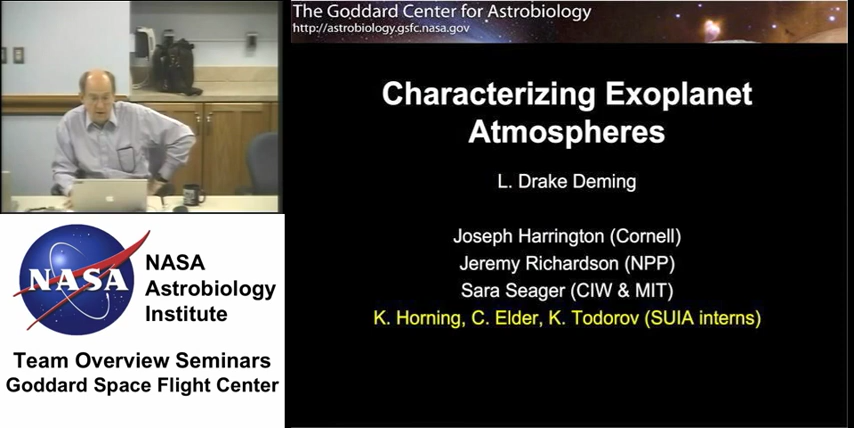 The Goddard Center for Astrobiology
http://astrobiology.gsfc.nasa.gov
Characterizing Exoplanet
Atmospheres
L. Drake Deming
Joseph Harrington (Cornell)
Jeremy Richardson (NPP)
Sara Seager (CIW & MIT)
K. Horning, C. Elder, K. Todorov (SUIA interns)
NASA
NASA
Astrobiology
Institute
Team Overview Seminars
Goddard Space Flight Center